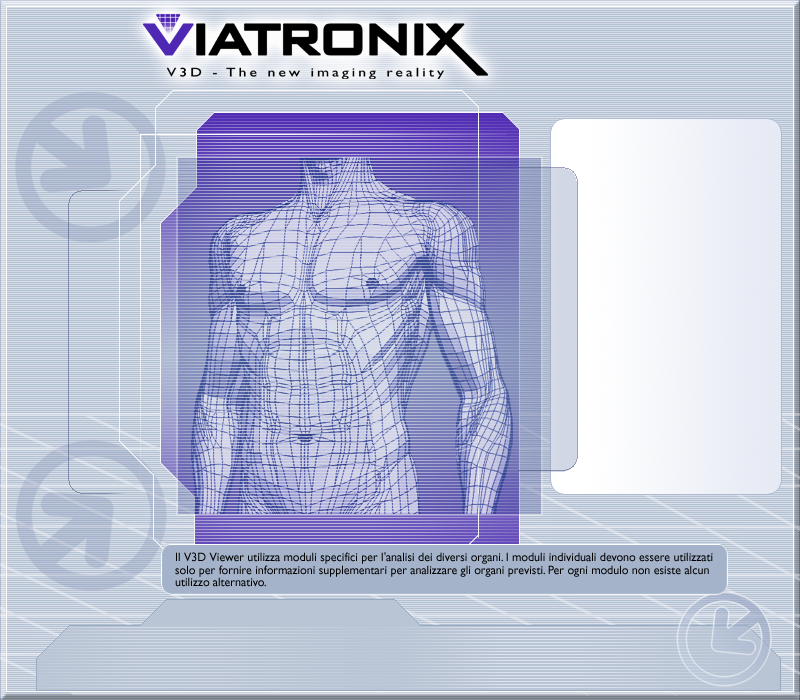 VIATRONIX
V3D - The new imaging reality
Il V3D Viewer utilizza moduli specifici per l'analisi dei diversi organi. I moduli individuali devono essere utilizzati
solo per fornire informazioni supplementari per analizzare gli organi previsti. Per ogni modulo non esiste alcun
utilizzo alternativo.